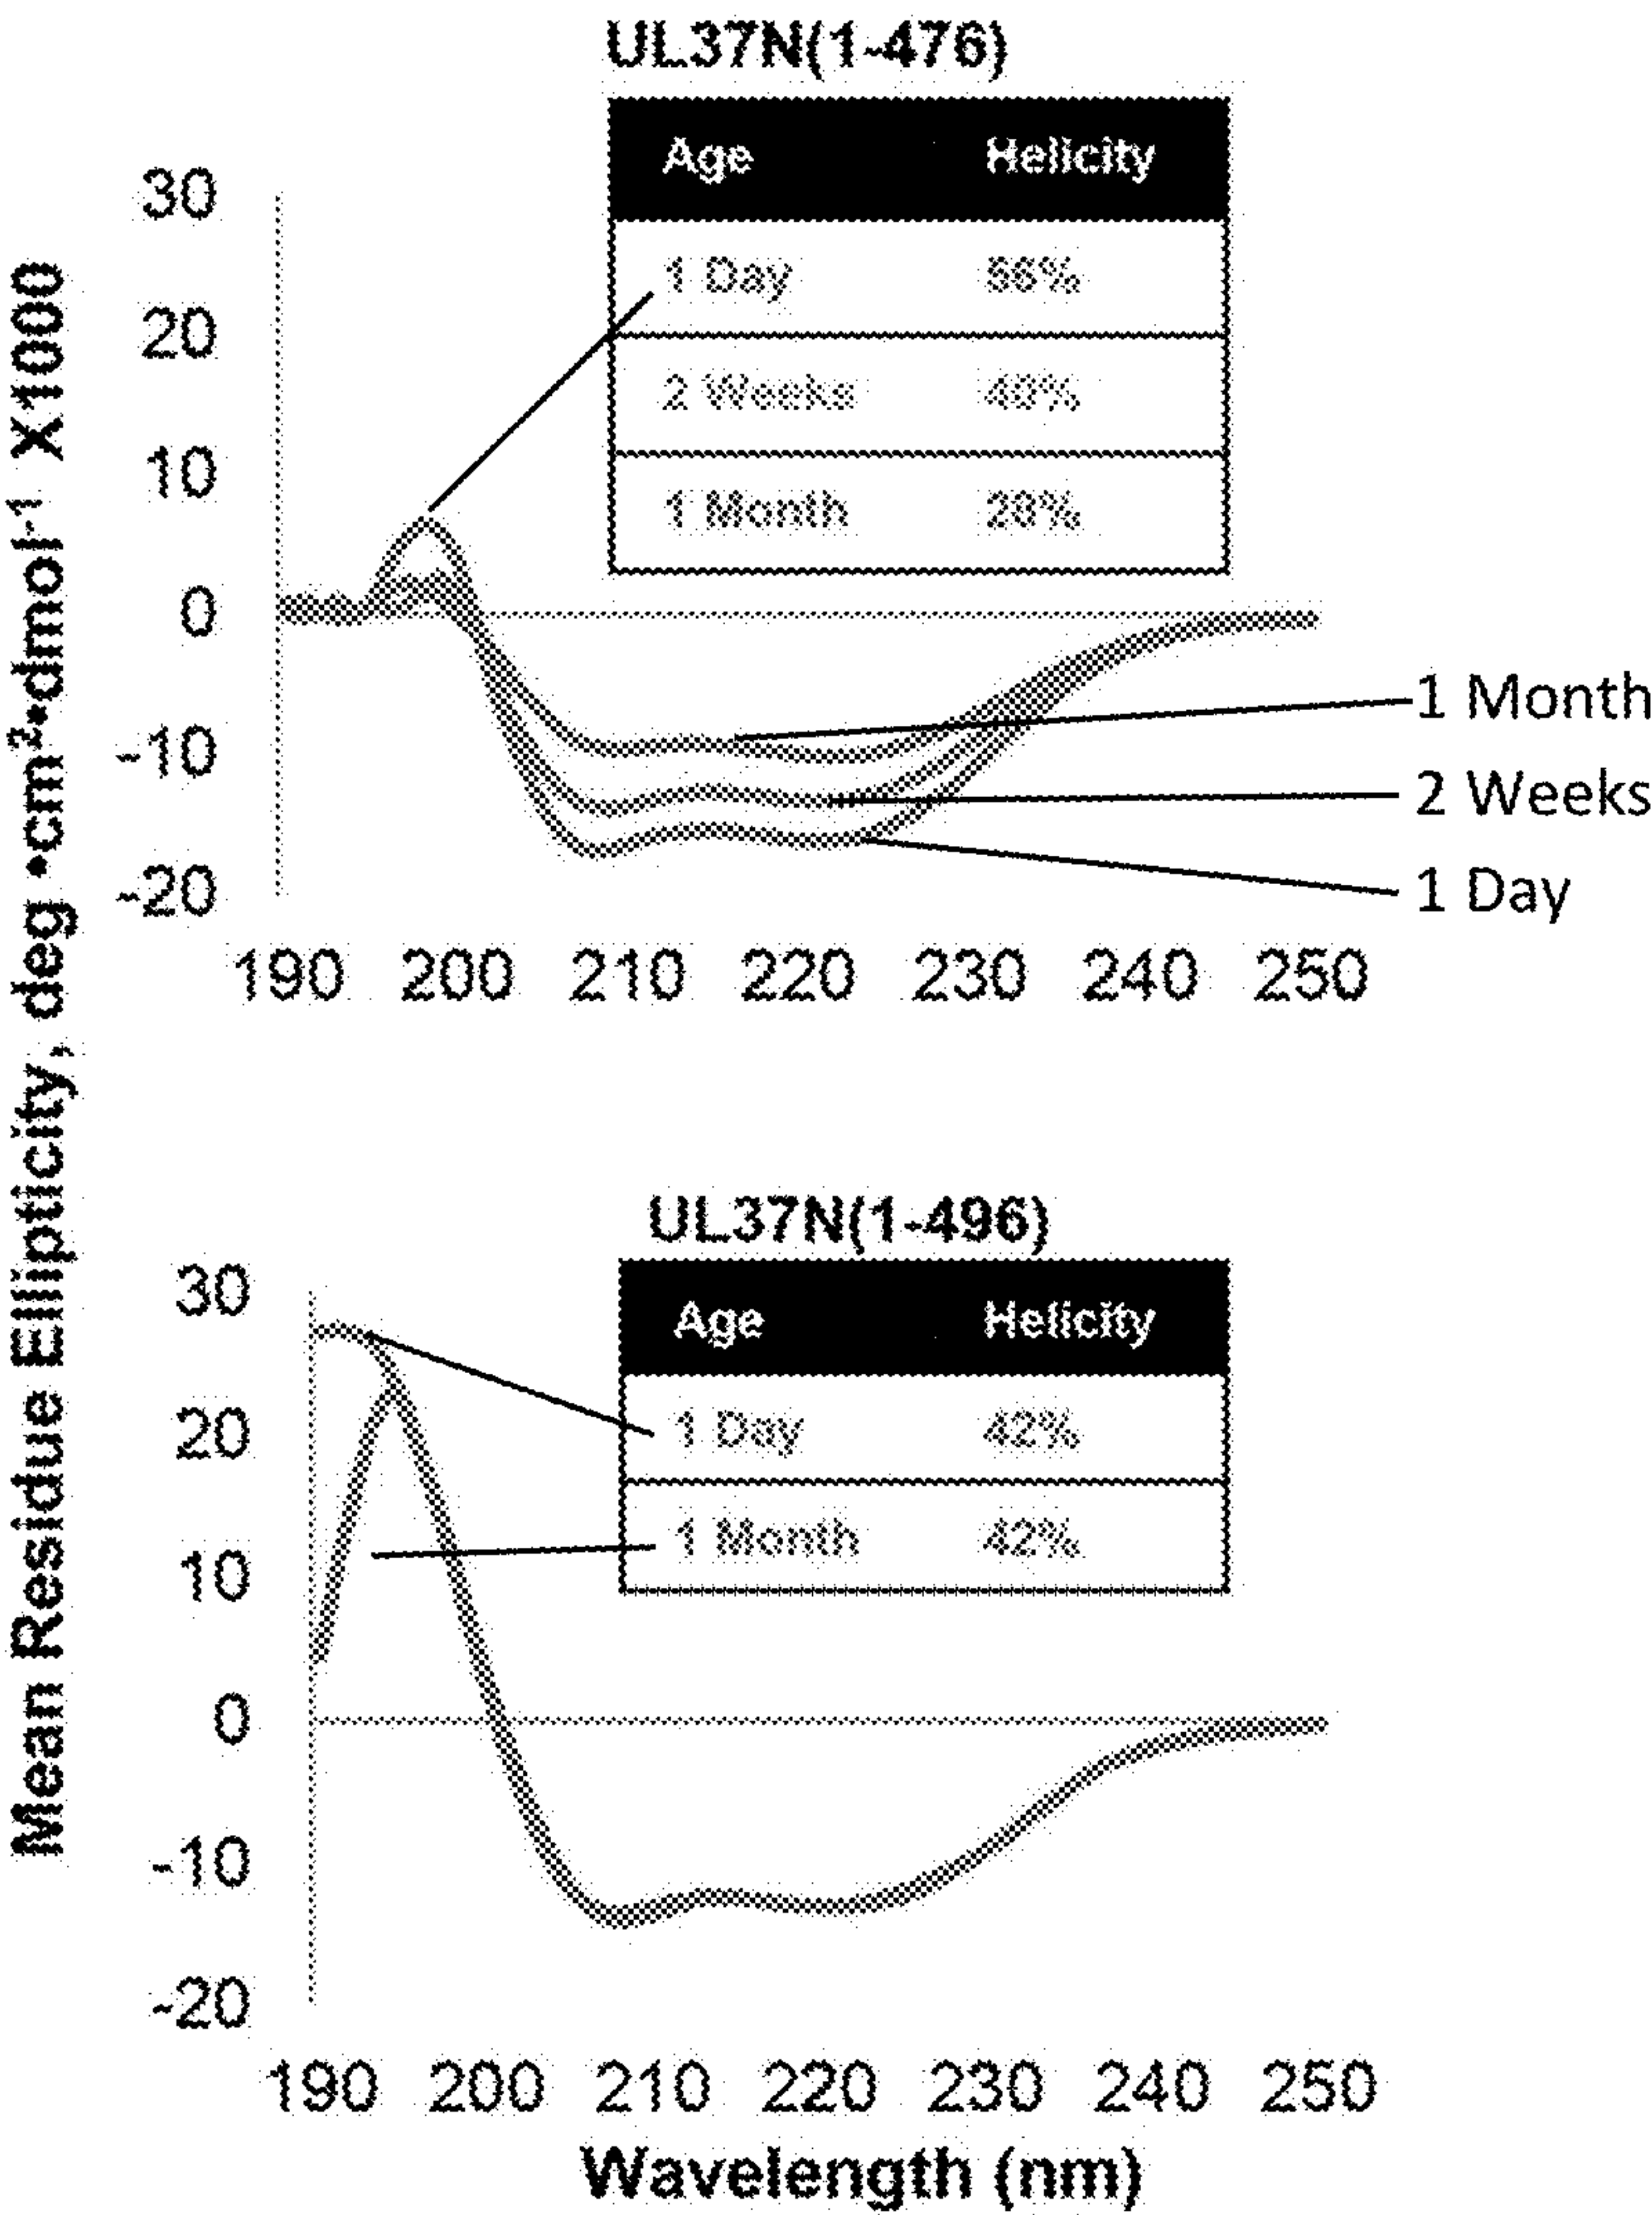 UL37N(1-476)
Age Helicity
1 Day
2 Weeks 40%
1 Month 28%
30
20
10
0
-10
-20
1 Month
2 Weeks
1 Day
190 200 210 220 230 240 250
Mean Residue Ellipticity, deg •cm²•dmol⁻¹ X1000
UL37N(1-496)
Age Helicity
1 Day 42%
1 Month 42%
30
20
10
0
-10
-20
190 200 210 220 230 240 250
Wavelength (nm)